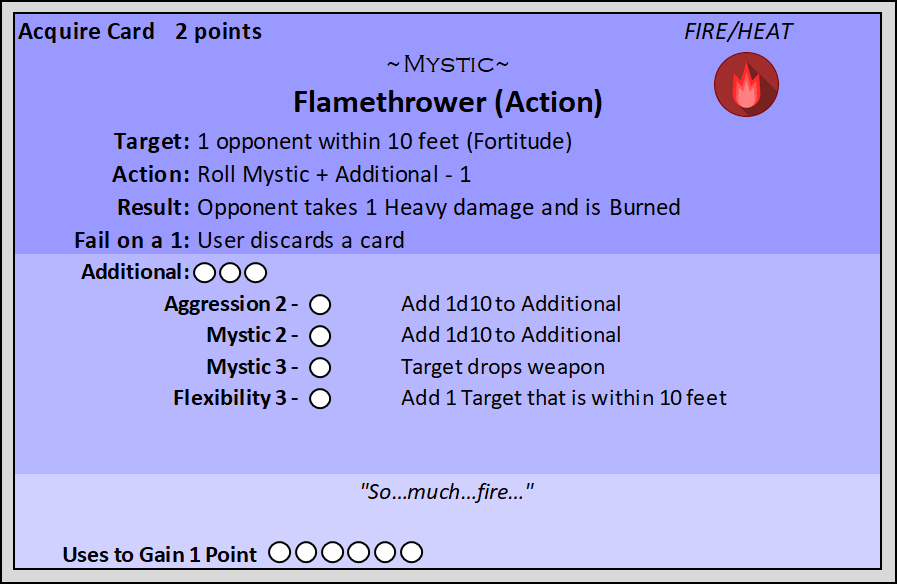 Acquire Card 2 points FIRE/HEAT
~Mystic~
Flamethrower (Action)
Target: 1 opponent within 10 feet (Fortitude)
Action: Roll Mystic + Additional - 1
Result: Opponent takes 1 Heavy damage and is Burned
Fail on a 1: User discards a card
Additional:
Aggression 2 - Add 1d10 to Additional
Mystic 2 - Add 1d10 to Additional
Mystic 3 - Target drops weapon
Flexibility 3 - Add 1 Target that is within 10 feet
"So...much...fire..."
Uses to Gain 1 Point